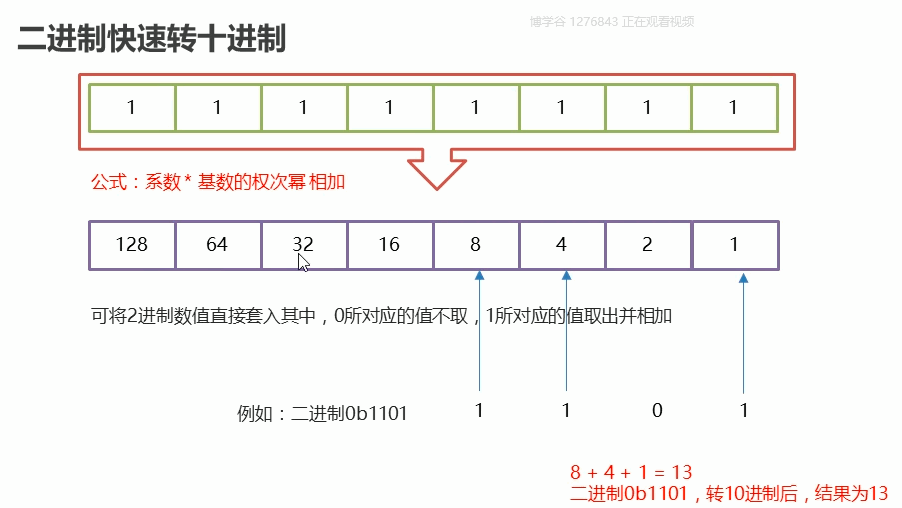 博学谷 1276843 正在观看视频
二进制快速转十进制
1 1 1 1 1 1 1 1
公式：系数 * 基数的权次幂 相加
128 64 32 16 8 4 2 1
可将2进制数值直接套入其中，0所对应的值不取，1所对应的值取出并相加
例如：二进制0b1101 1 1 0 1
8 + 4 + 1 = 13
二进制0b1101，转10进制后，结果为13